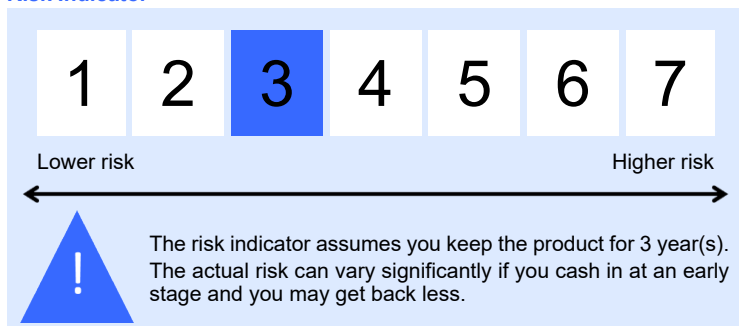 Risk Indicator
1 2 3 4 5 6 7
Lower risk Higher risk
!
The risk indicator assumes you keep the product for 3 year(s).
The actual risk can vary significantly if you cash in at an early
stage and you may get back less.